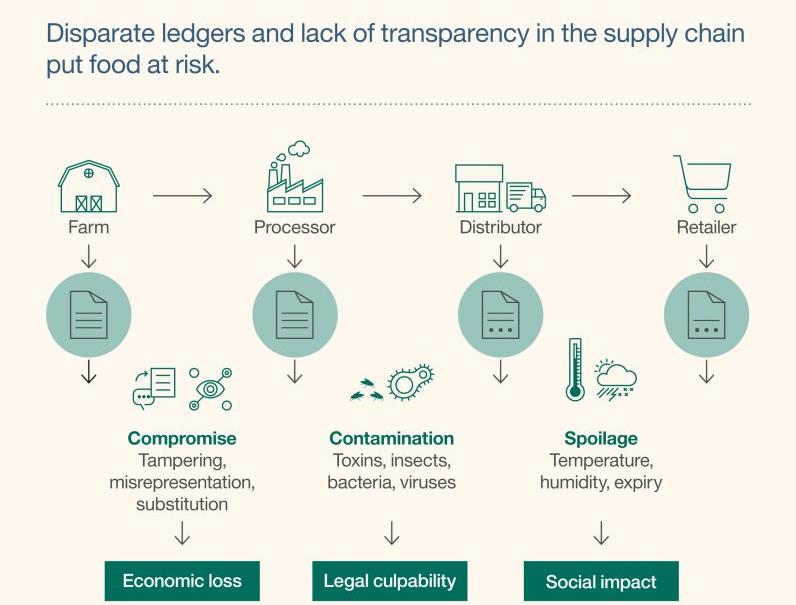 Disparate ledgers and lack of transparency in the supply chain
put food at risk.
Farm
Processor
Distributor
Retailer
Compromise
Tampering,
misrepresentation,
substitution
Contamination
Toxins, insects,
bacteria, viruses
Spoilage
Temperature,
humidity, expiry
Economic loss
Legal culpability
Social impact